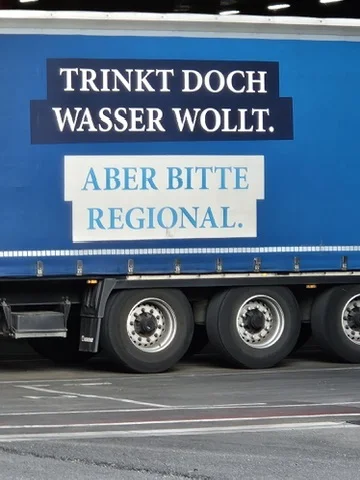 TRINKT DOCH
WASSER WOLLT.
ABER BITTE
REGIONAL.